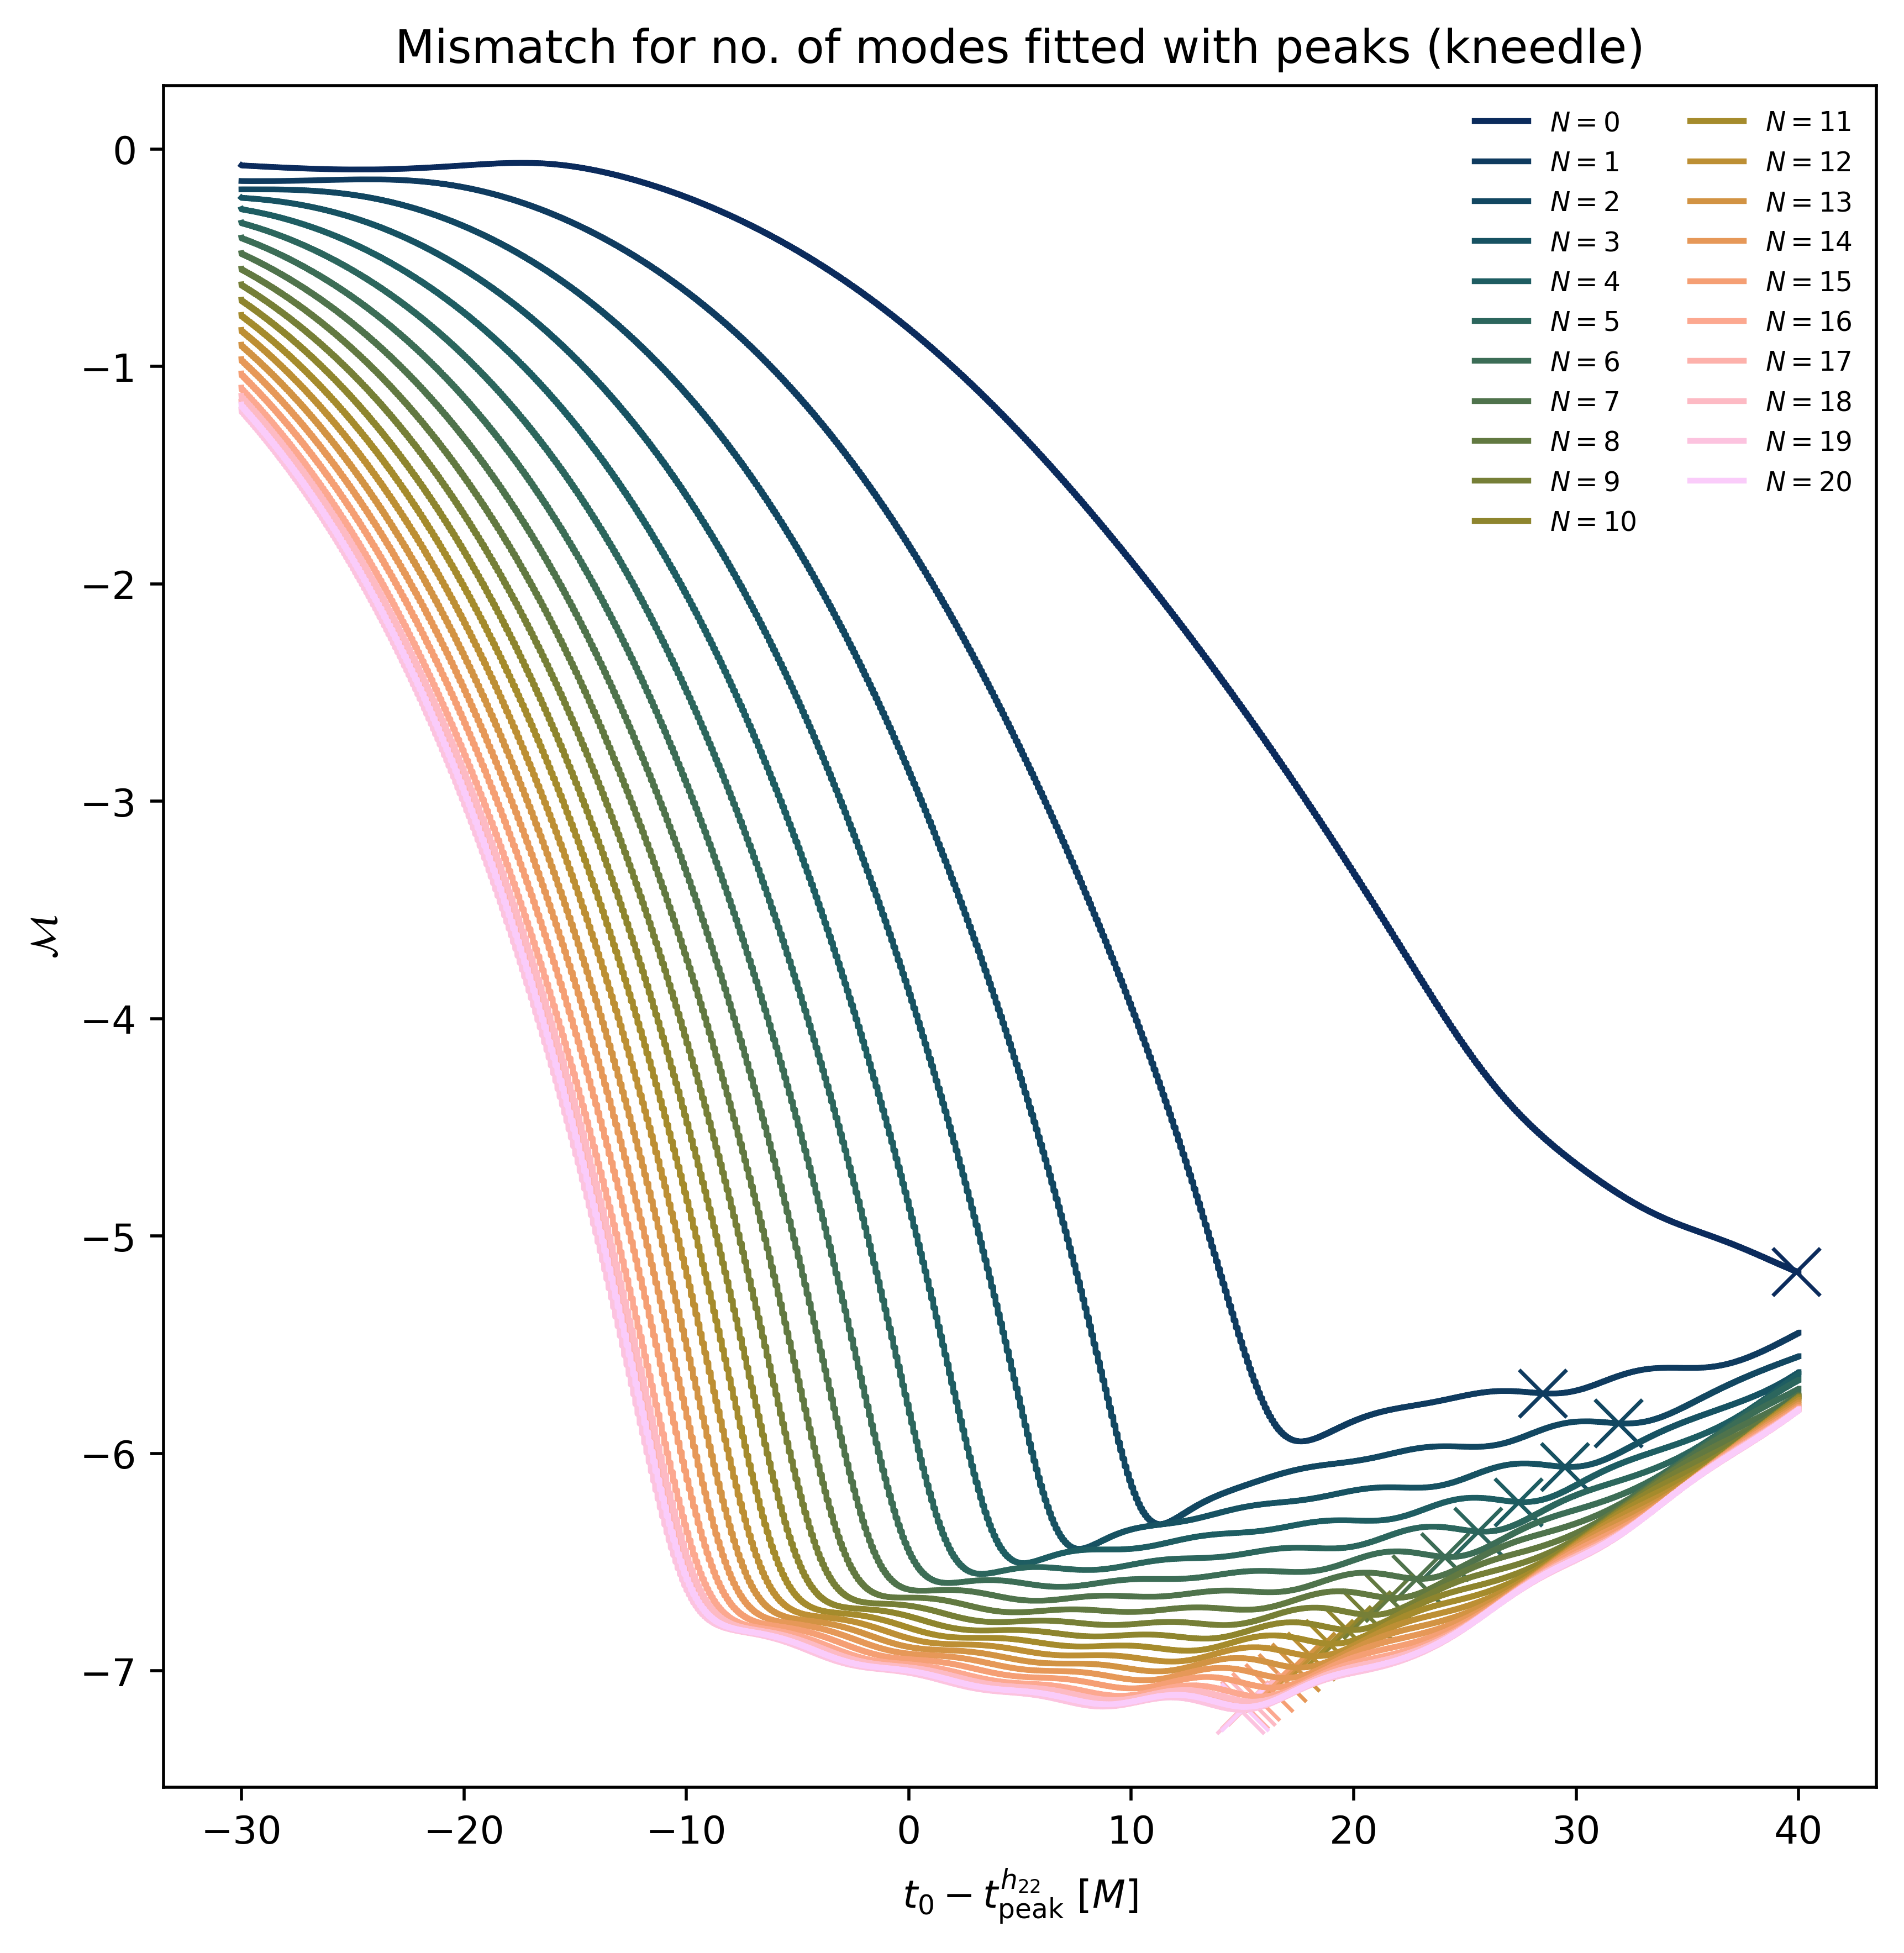 Mismatch for no. of modes fitted with peaks (kneedle)
0
−1
−2
−3
−4
−5
−6
−7
ℳ
N = 0
N = 1
N = 2
N = 3
N = 4
N = 5
N = 6
N = 7
N = 8
N = 9
N = 10
N = 11
N = 12
N = 13
N = 14
N = 15
N = 16
N = 17
N = 18
N = 19
N = 20
−30 −20 −10 0 10 20 30 40
t₀ − t_peak^h₂₂ [M]